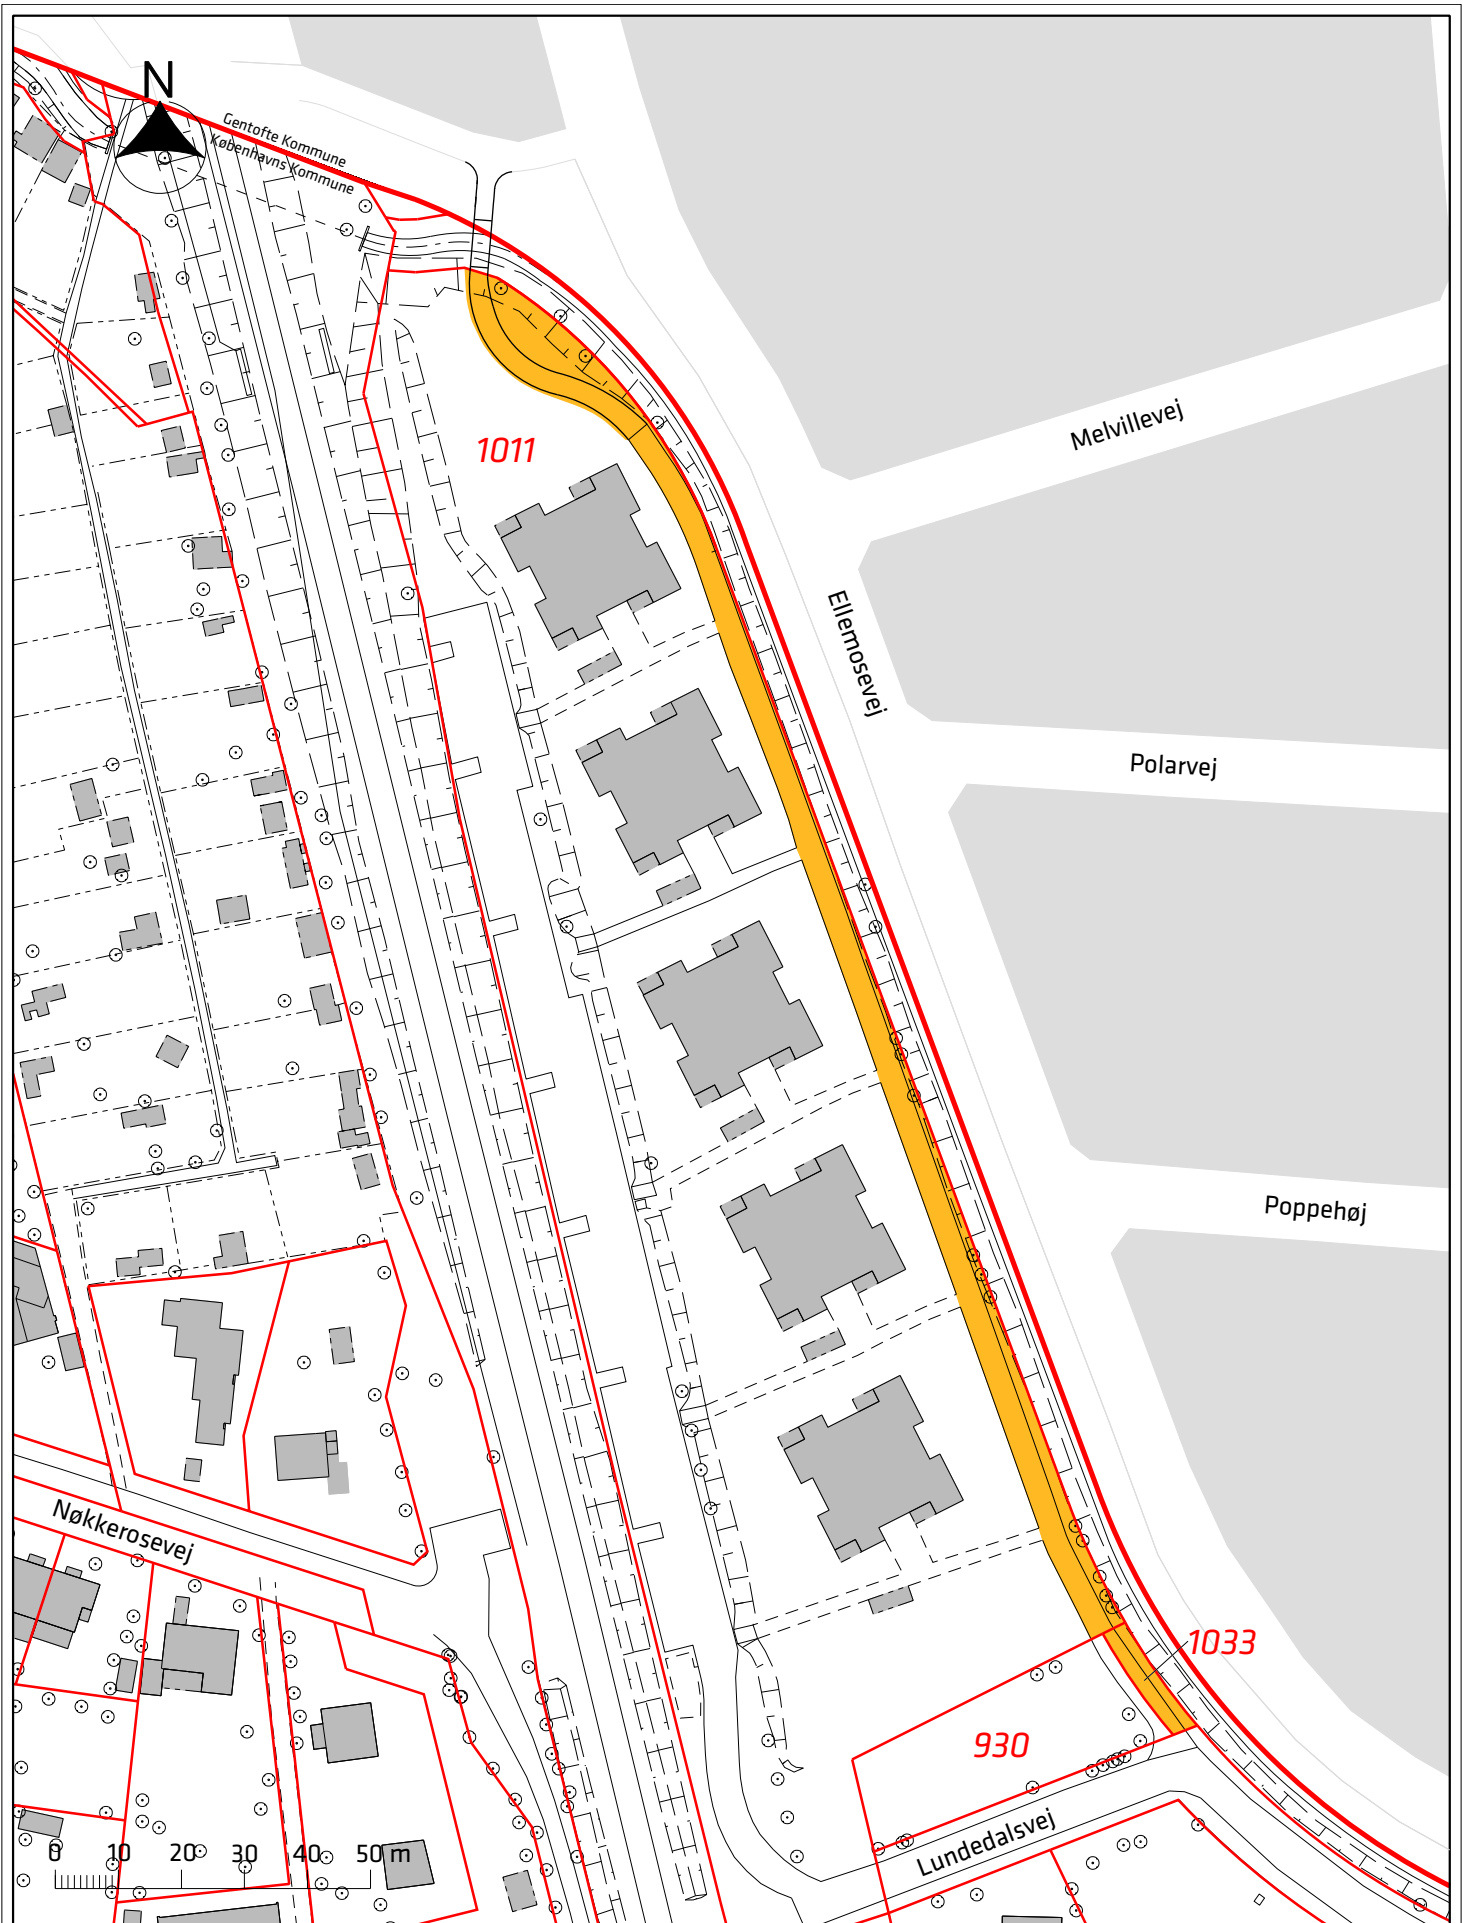 N
Gentofte Kommune
Københavns Kommune
1011
Melvillevej
Ellemosevej
Polarvej
Poppehøj
Nøkkerosevej
1033
930
Lundedalsvej
0 10 20 30 40 50 m